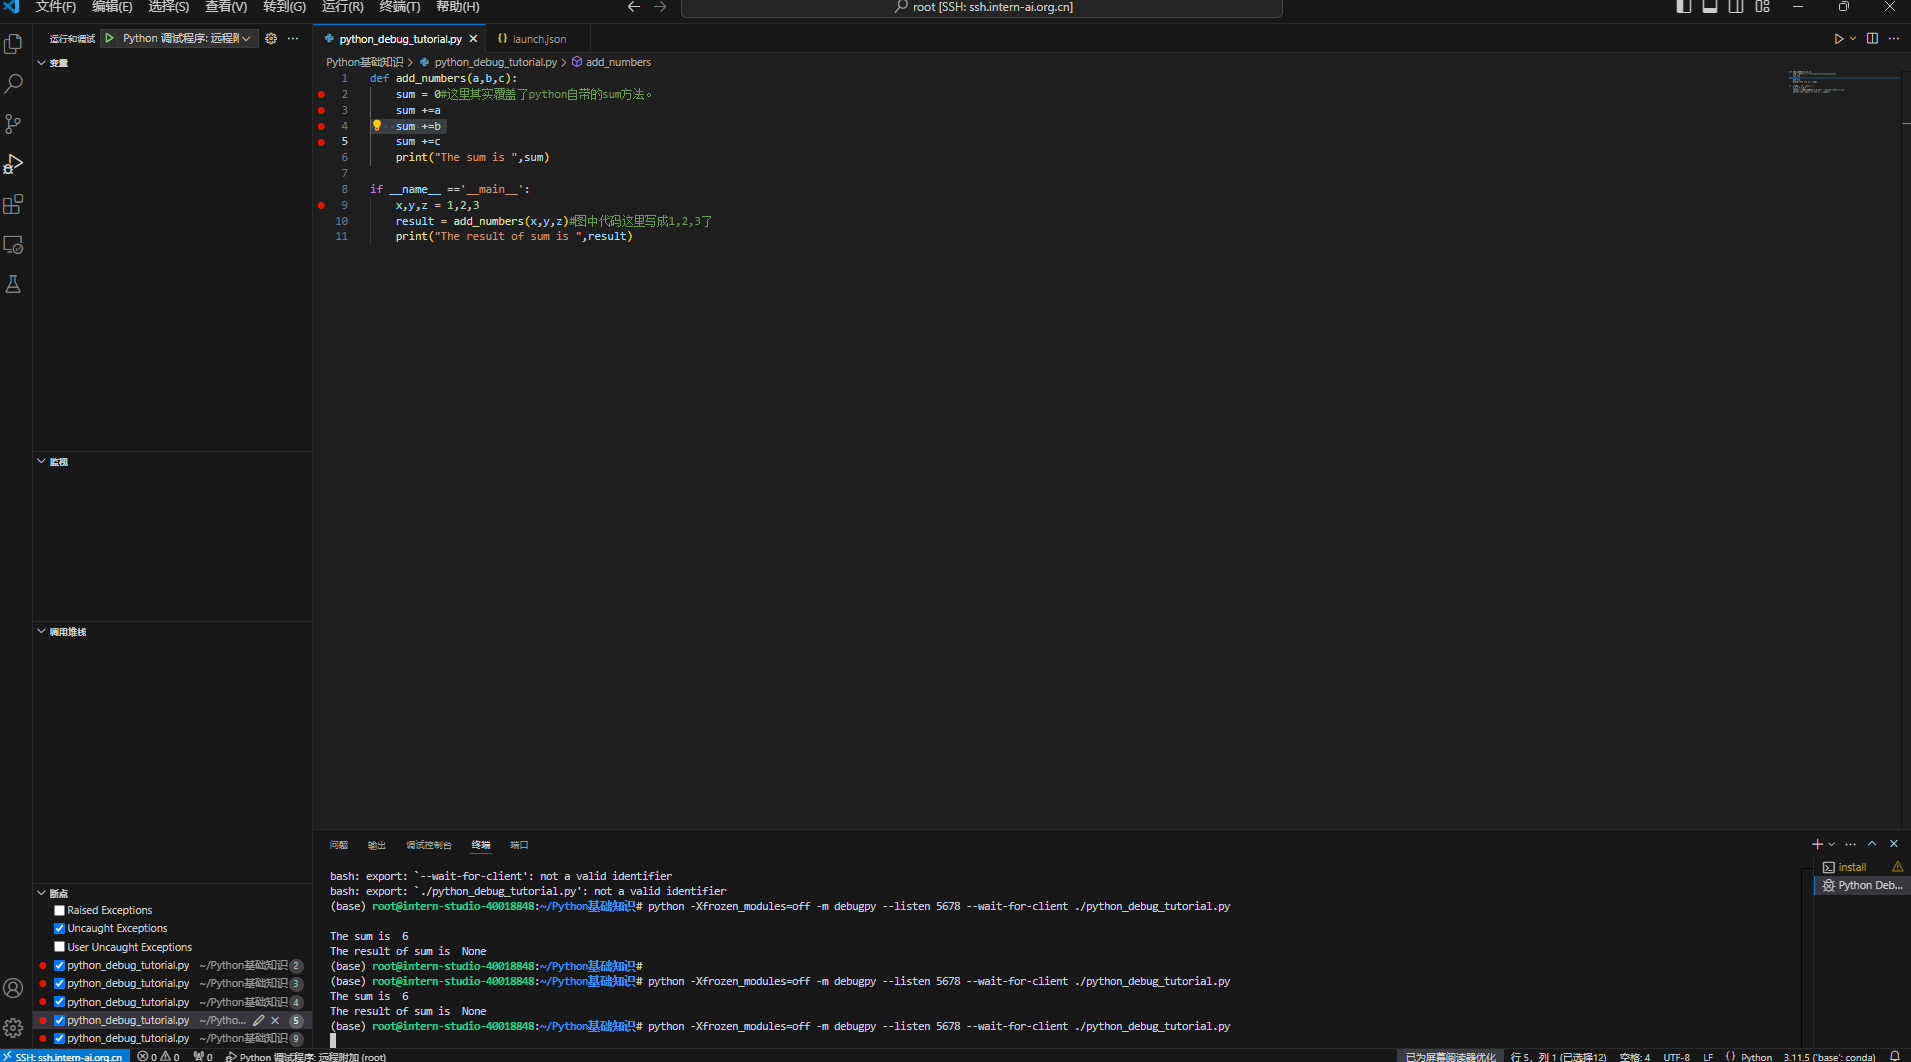 文件(F) 编辑(E) 选择(S) 查看(V) 转到(G) 运行(R) 终端(T) 帮助(H)
root [SSH: ssh.intern-ai.org.cn]
运行和调试 Python 调试程序: 远程附
python_debug_tutorial.py
launch.json
Python基础知识 > python_debug_tutorial.py > add_numbers
变量
1 def add_numbers(a,b,c):
2 sum = 0#这里其实覆盖了python自带的sum方法。
3 sum +=a
4 sum +=b
5 sum +=c
6 print("The sum is ",sum)
7
8 if __name__ =='__main__':
9 x,y,z = 1,2,3
10 result = add_numbers(x,y,z)#图中代码这里写成1,2,3了
11 print("The result of sum is ",result)
监视
调用堆栈
断点
Raised Exceptions
Uncaught Exceptions
User Uncaught Exceptions
python_debug_tutorial.py ~/Python基础知识 2
python_debug_tutorial.py ~/Python基础知识 3
python_debug_tutorial.py ~/Python基础知识 4
python_debug_tutorial.py ~/Pytho... 5
python_debug_tutorial.py ~/Python基础知识 9
问题 输出 调试控制台 终端 端口
install
Python Deb...
bash: export: `--wait-for-client': not a valid identifier
bash: export: `./python_debug_tutorial.py': not a valid identifier
(base) root@intern-studio-40018848:~/Python基础知识# python -Xfrozen_modules=off -m debugpy --listen 5678 --wait-for-client ./python_debug_tutorial.py
The sum is  6
The result of sum is  None
(base) root@intern-studio-40018848:~/Python基础知识#
(base) root@intern-studio-40018848:~/Python基础知识# python -Xfrozen_modules=off -m debugpy --listen 5678 --wait-for-client ./python_debug_tutorial.py
The sum is  6
The result of sum is  None
(base) root@intern-studio-40018848:~/Python基础知识# python -Xfrozen_modules=off -m debugpy --listen 5678 --wait-for-client ./python_debug_tutorial.py
SSH: ssh.intern-ai.org.cn 0 0 0 Python 调试程序: 远程附加 (root) 已为屏幕阅读器优化 行 5, 列 1 (已选择12) 空格: 4 UTF-8 LF Python 3.11.5 ('base': conda)